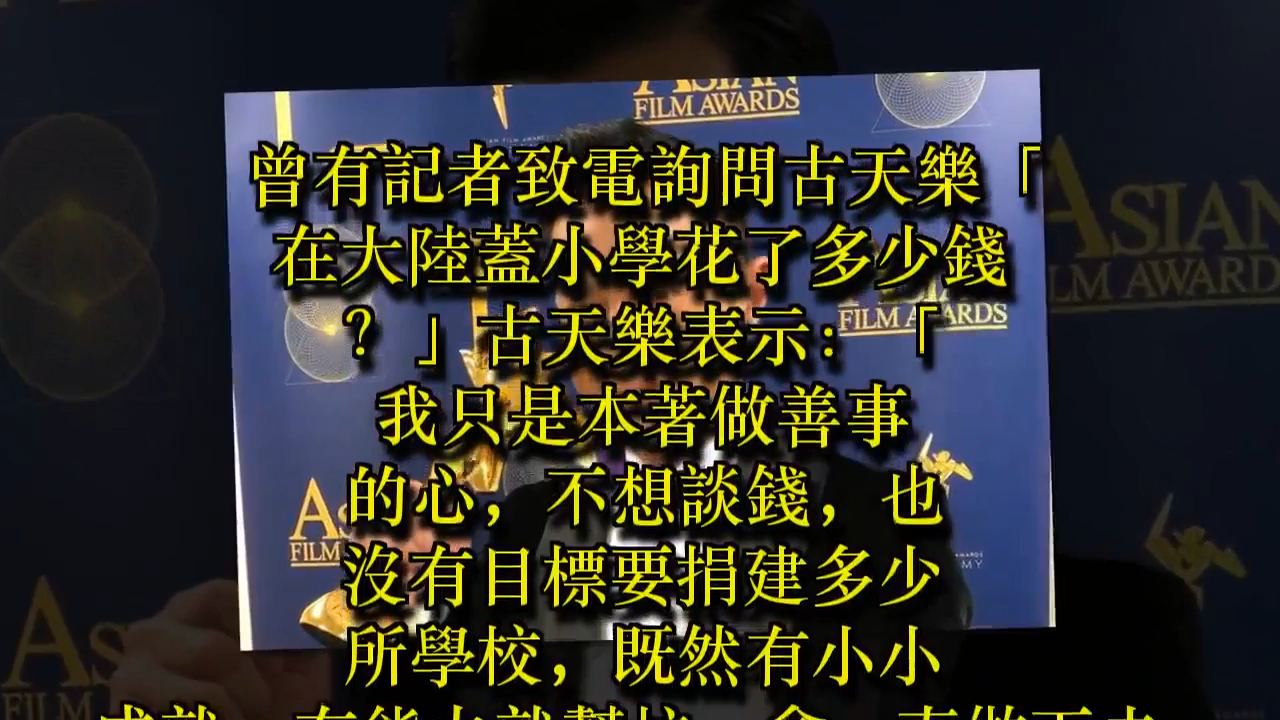 曾有記者致電詢問古天樂「
在大陸蓋小學花了多少錢
？」古天樂表示:「
我只是本著做善事
的心，不想談錢，也
沒有目標要捐建多少
所學校，既然有小小
ASIAN
FILM AWARDS
FILM AWARDS
ASIAN
FILM AWARD